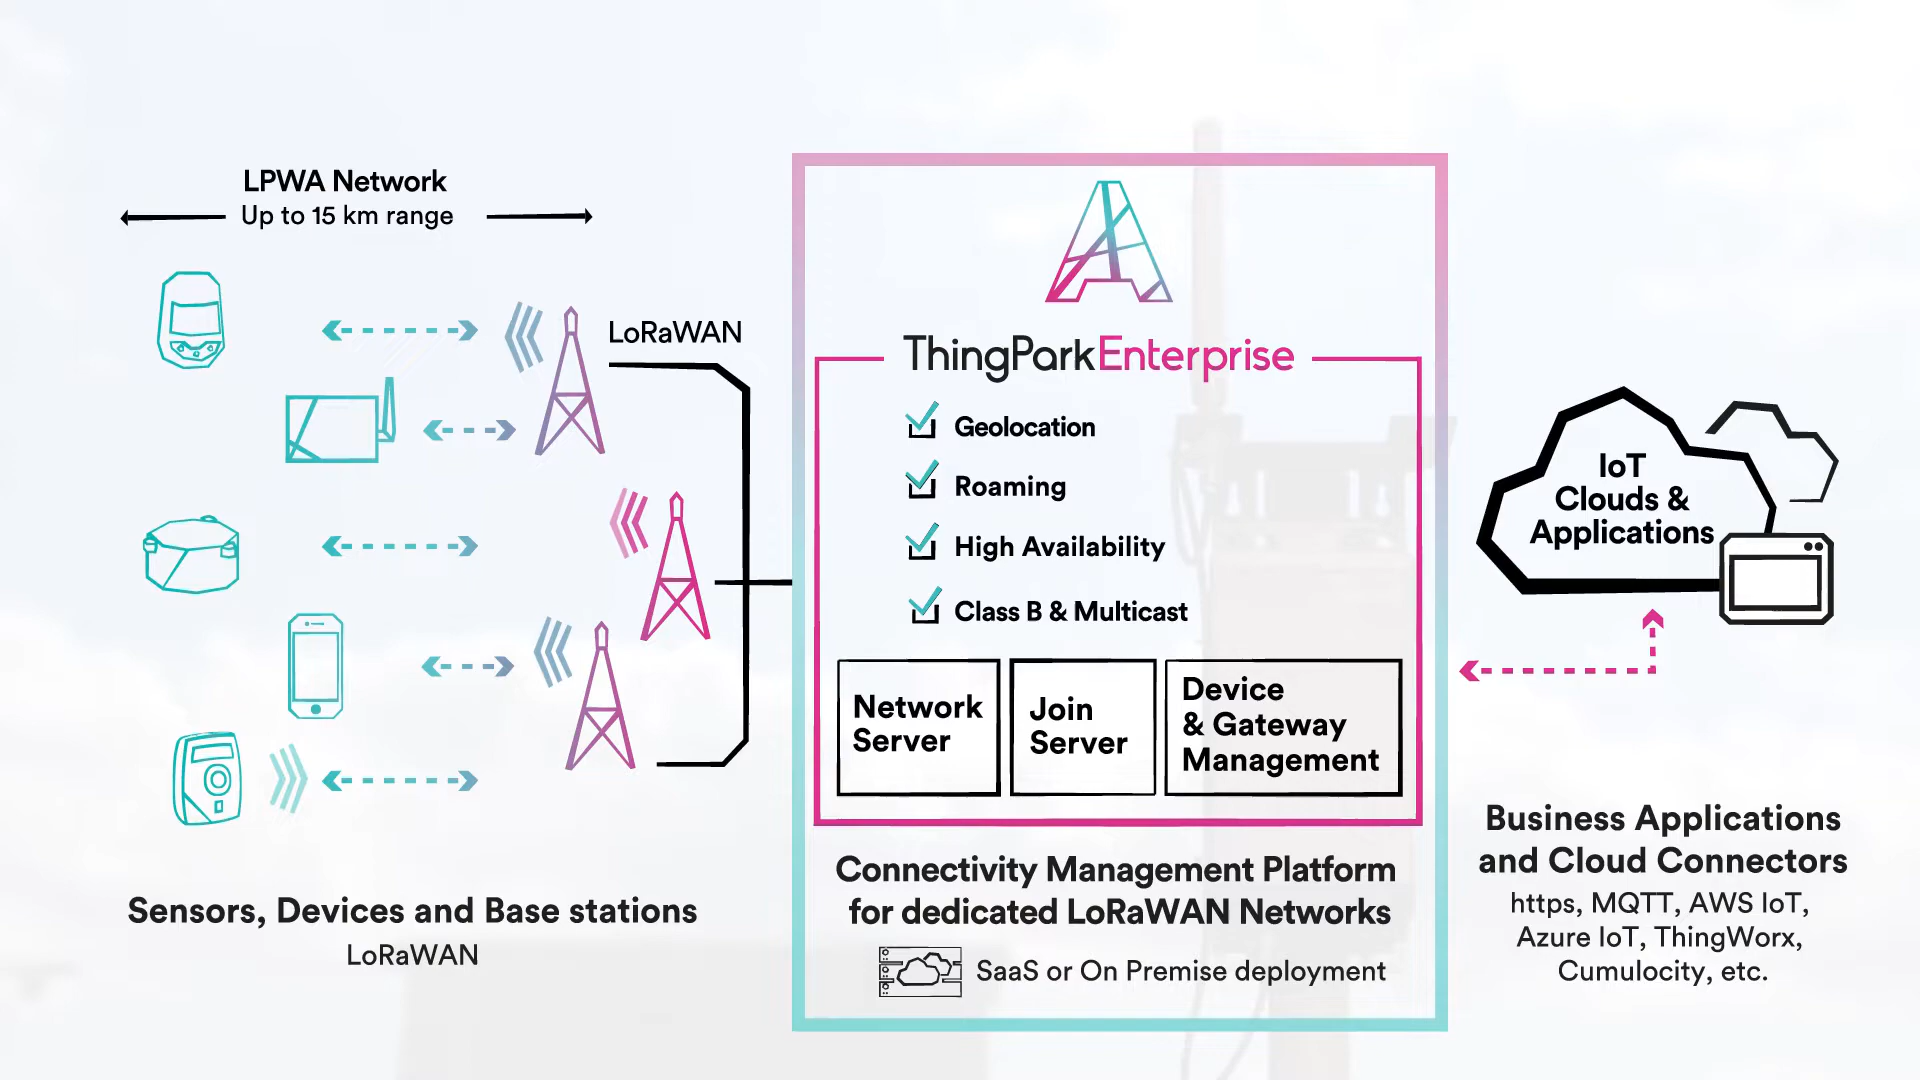 LPWA Network
Up to 15 km range
LoRaWAN
Sensors, Devices and Base stations
LoRaWAN
ThingParkEnterprise
Geolocation
Roaming
High Availability
Class B & Multicast
Network
Server
Join
Server
Device
& Gateway
Management
Connectivity Management Platform
for dedicated LoRaWAN Networks
SaaS or On Premise deployment
IoT
Clouds &
Applications
Business Applications
and Cloud Connectors
https, MQTT, AWS IoT,
Azure IoT, ThingWorx,
Cumulocity, etc.